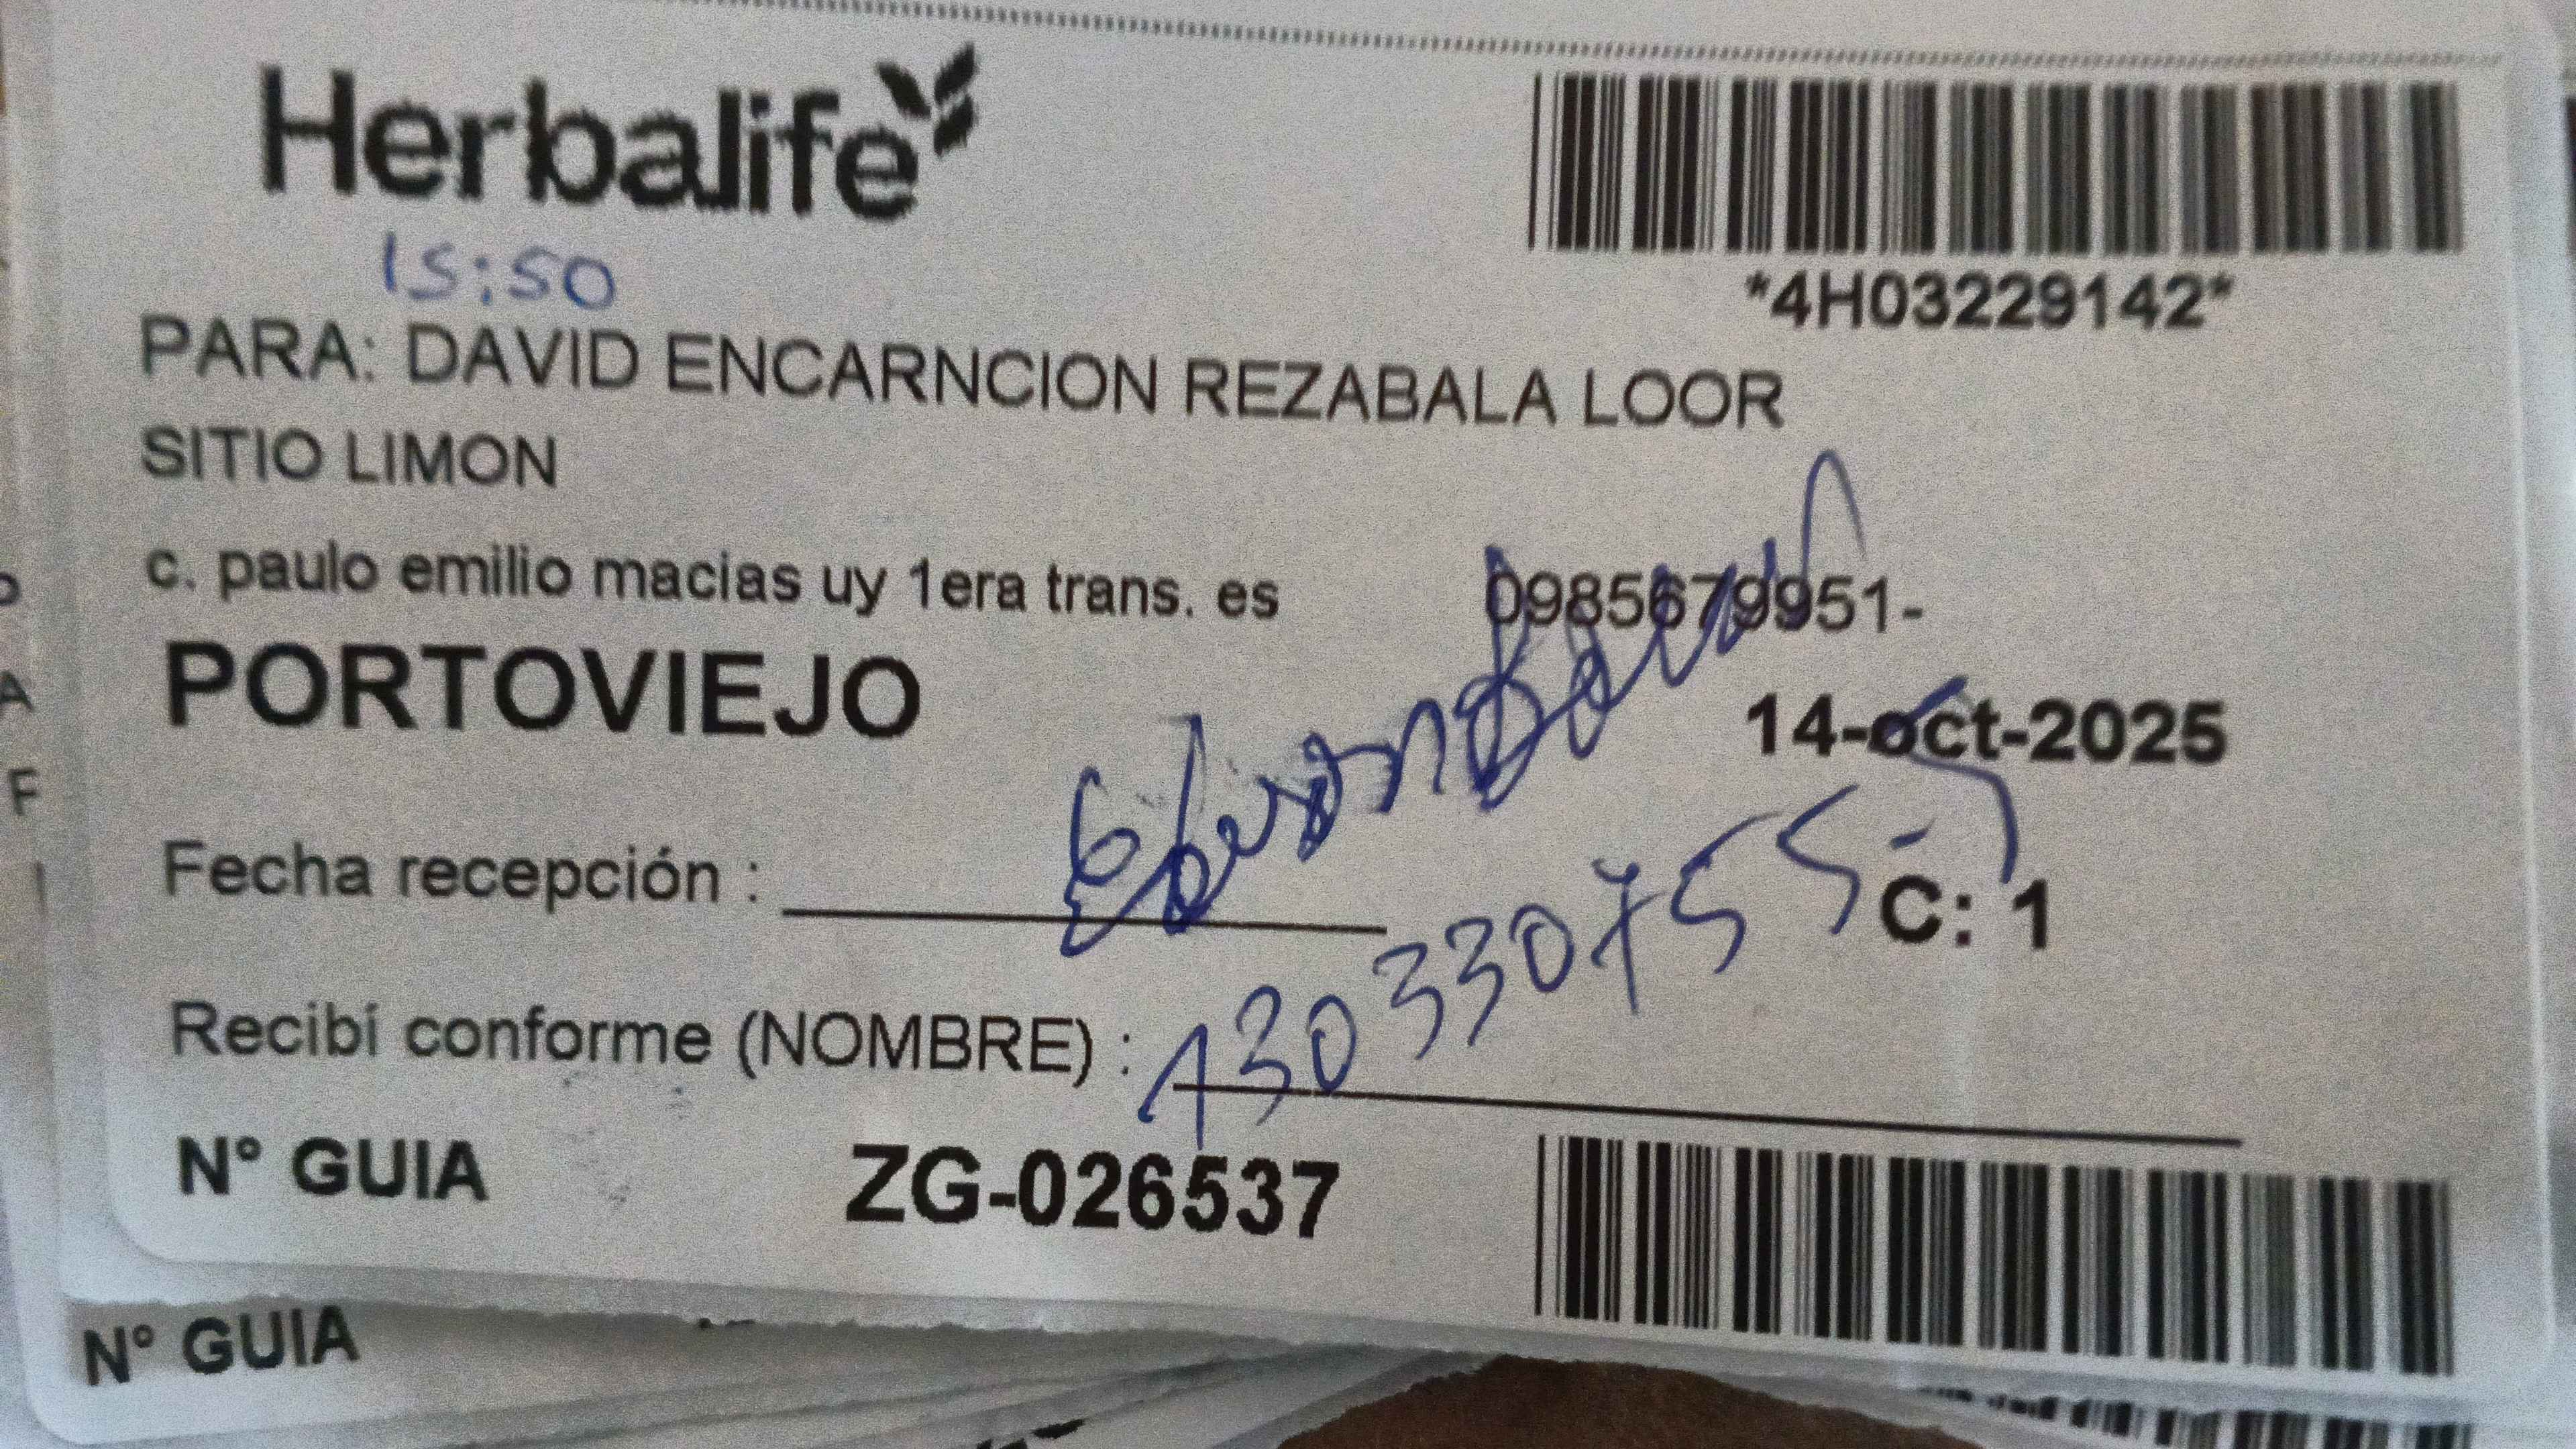 Herbalife
*4H03229142*
15:50
PARA: DAVID ENCARNCION REZABALA LOOR
SITIO LIMON
c. paulo emilio macias uy 1era trans. es 0985679951-
PORTOVIEJO 14-oct-2025
Fecha recepción :
C: 1
Recibí conforme (NOMBRE) : 130330755-
N° GUIA ZG-026537
N° GUIA